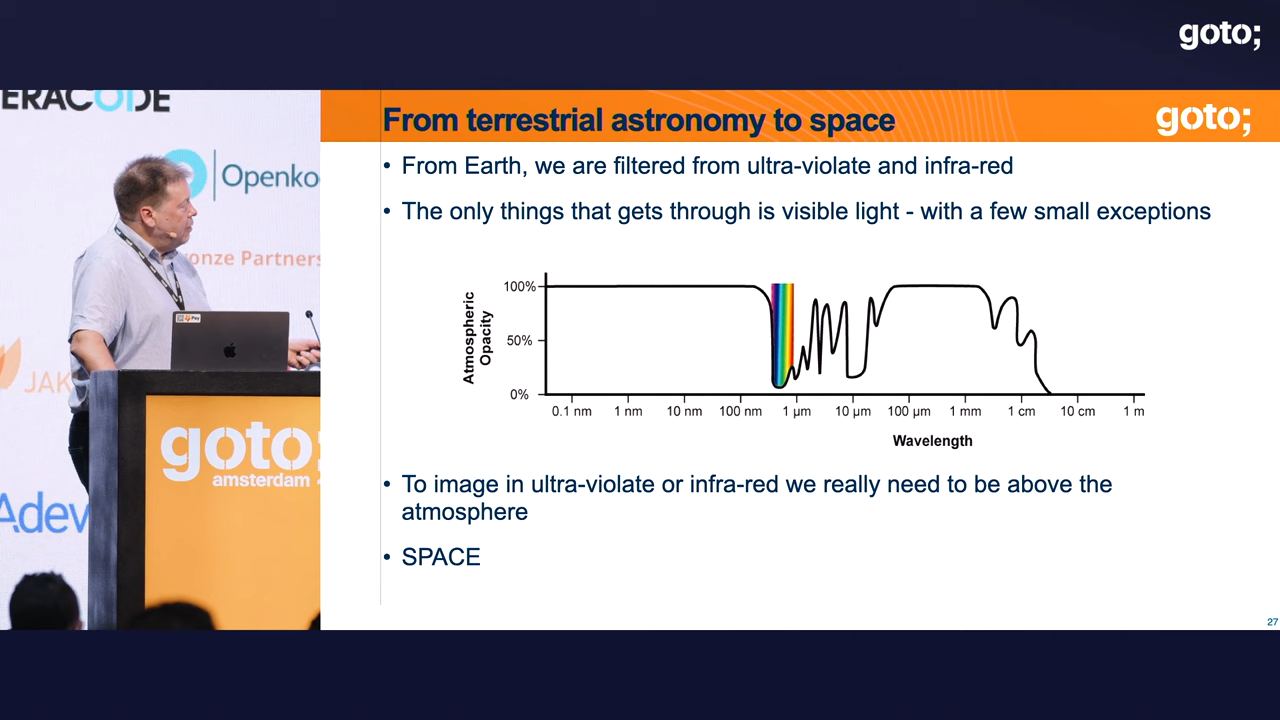 goto;
ERACODE
Openko
onze Partners
JAK
Pay
goto;
amsterdam
Adev
From terrestrial astronomy to space
goto;
• From Earth, we are filtered from ultra-violate and infra-red
• The only things that gets through is visible light - with a few small exceptions
Atmospheric
Opacity
100%
50%
0%
0.1 nm 1 nm 10 nm 100 nm 1 µm 10 µm 100 µm 1 mm 1 cm 10 cm 1 m
Wavelength
• To image in ultra-violate or infra-red we really need to be above the
atmosphere
• SPACE
27